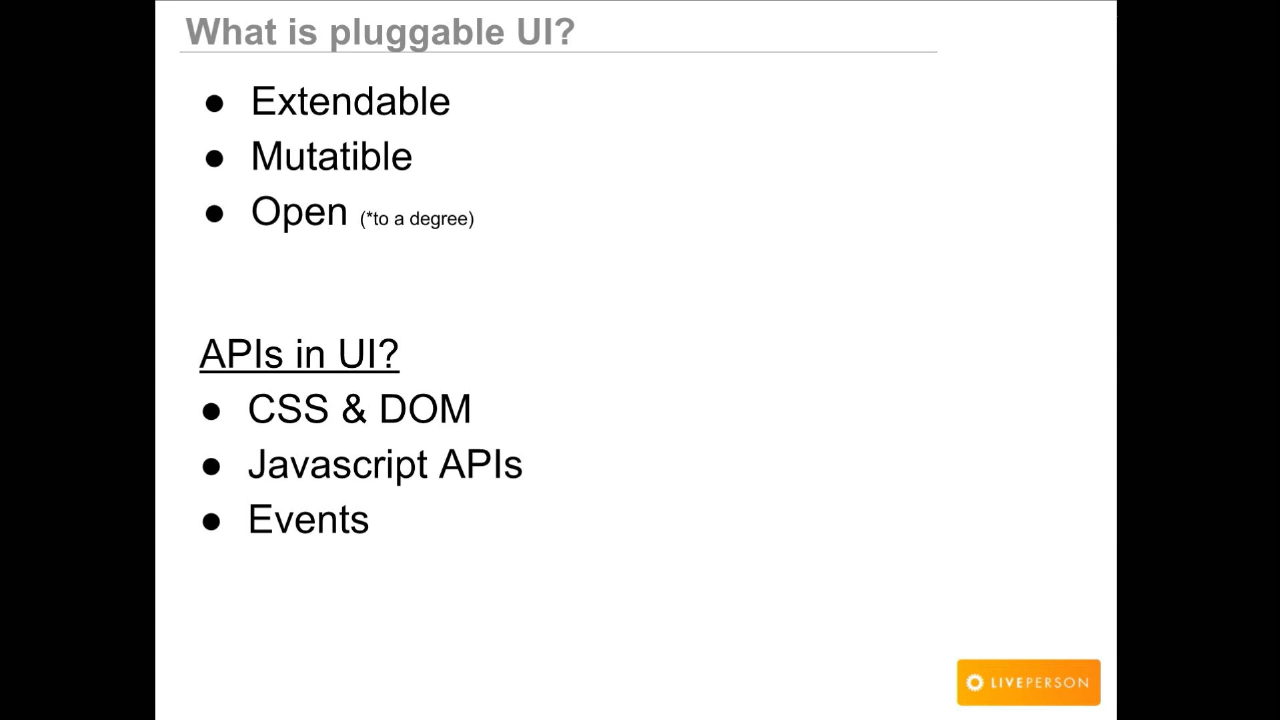 What is pluggable UI?
● Extendable
● Mutatible
● Open (*to a degree)
APIs in UI?
● CSS & DOM
● Javascript APIs
● Events
LIVEPERSON